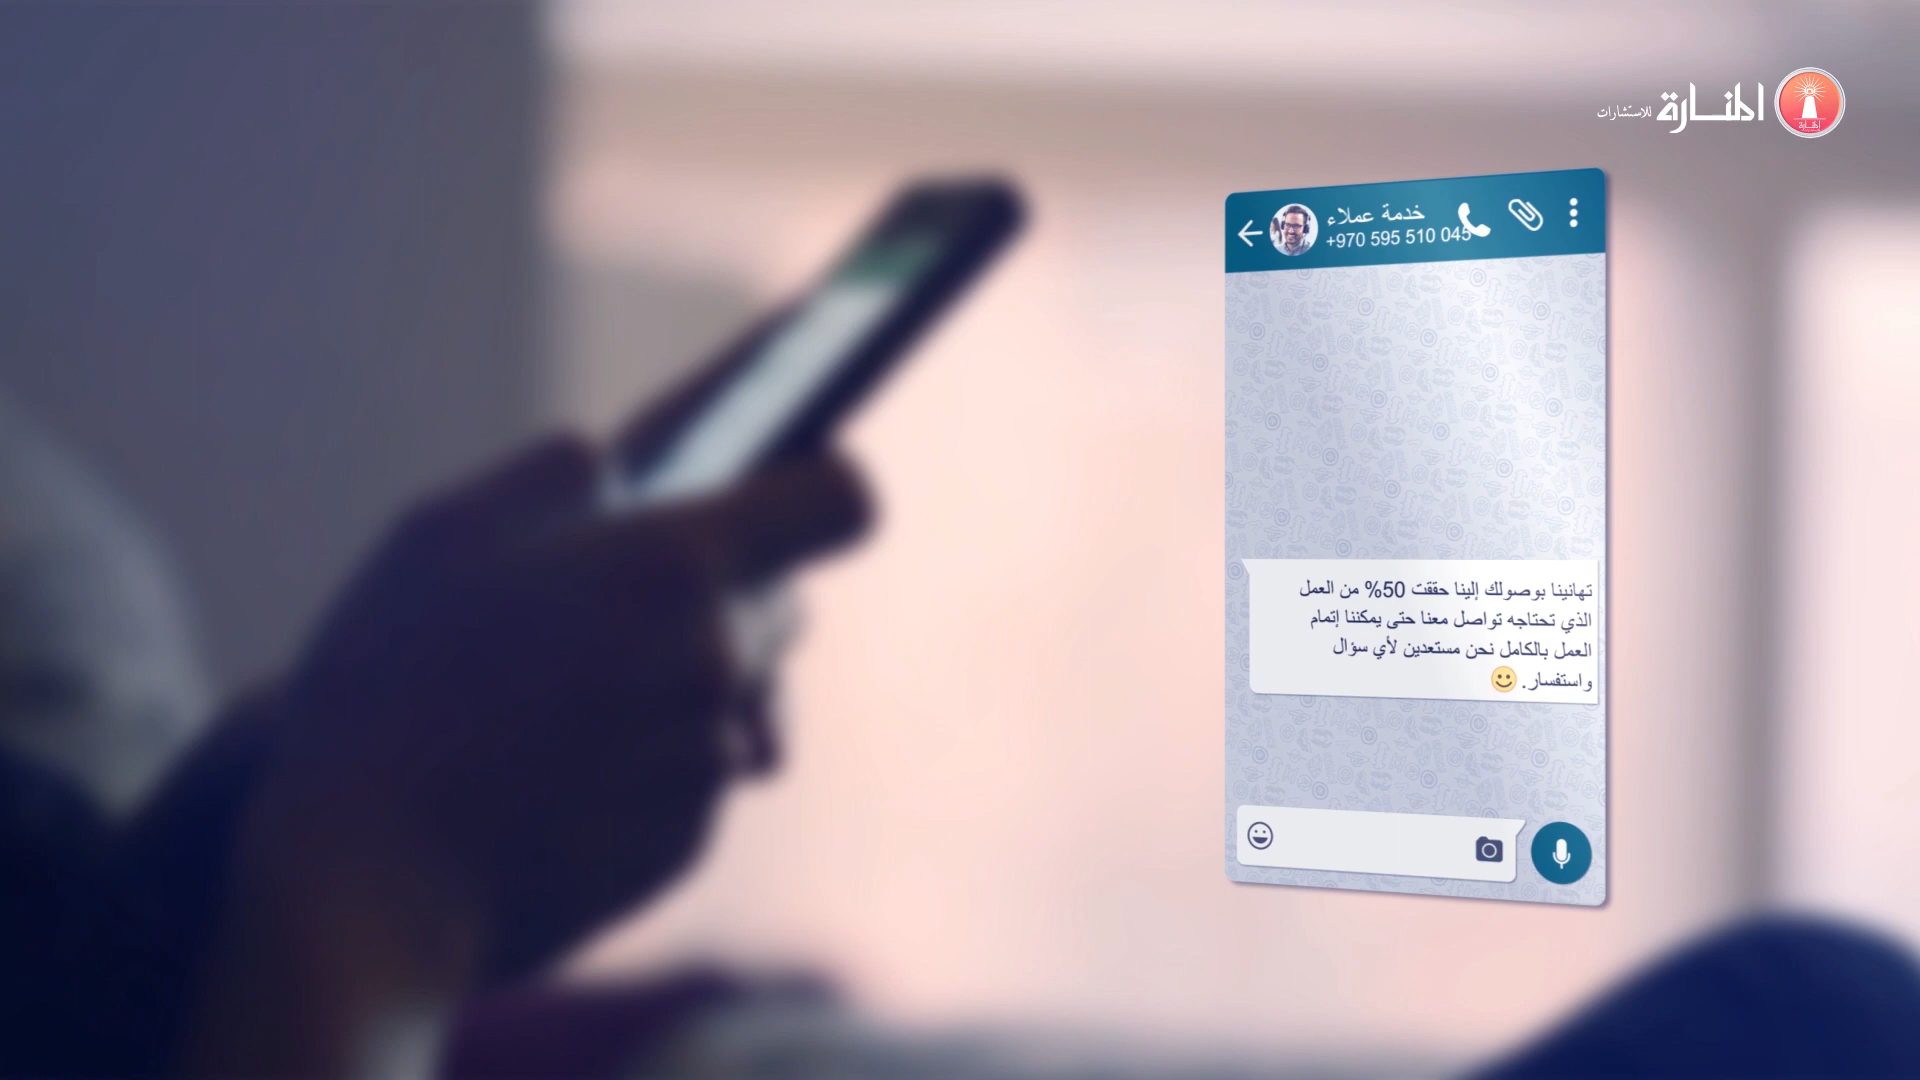 المنارة للاستشارات
المنارة
خدمة عملاء
+970 595 510 045
تهانينا بوصولك إلينا حققت 50% من العمل
الذي تحتاجه تواصل معنا حتى يمكننا إتمام
العمل بالكامل نحن مستعدين لأي سؤال
واستفسار. 🙂